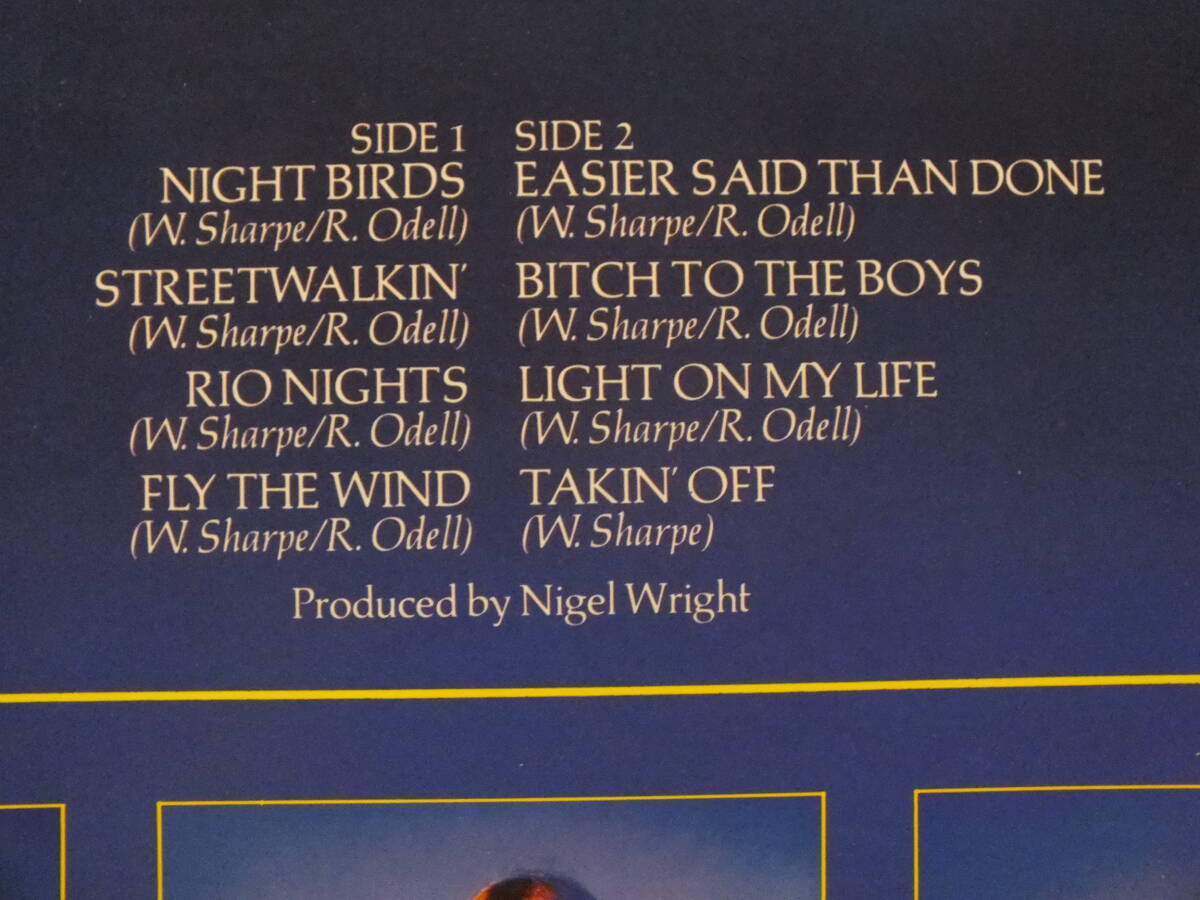 SIDE 1
NIGHT BIRDS
(W. Sharpe/R. Odell)
STREETWALKIN'
(W. Sharpe/R. Odell)
RIO NIGHTS
(W. Sharpe/R. Odell)
FLY THE WIND
(W. Sharpe/R. Odell)
SIDE 2
EASIER SAID THAN DONE
(W. Sharpe/R. Odell)
BITCH TO THE BOYS
(W. Sharpe/R. Odell)
LIGHT ON MY LIFE
(W. Sharpe/R. Odell)
TAKIN' OFF
(W. Sharpe)
Produced by Nigel Wright